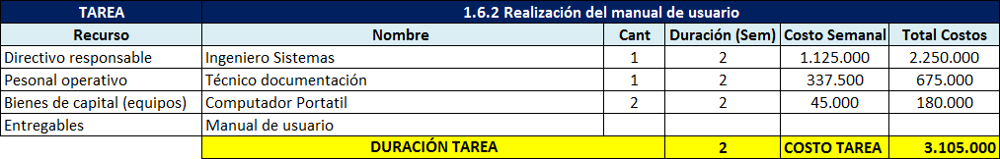 TAREA 1.6.2 Realización del manual de usuario
Recurso Nombre Cant Duración (Sem) Costo Semanal Total Costos
Directivo responsable Ingeniero Sistemas 1 2 1.125.000 2.250.000
Pesonal operativo Técnico documentación 1 2 337.500 675.000
Bienes de capital (equipos) Computador Portatil 2 2 45.000 180.000
Entregables Manual de usuario
DURACIÓN TAREA 2 COSTO TAREA 3.105.000